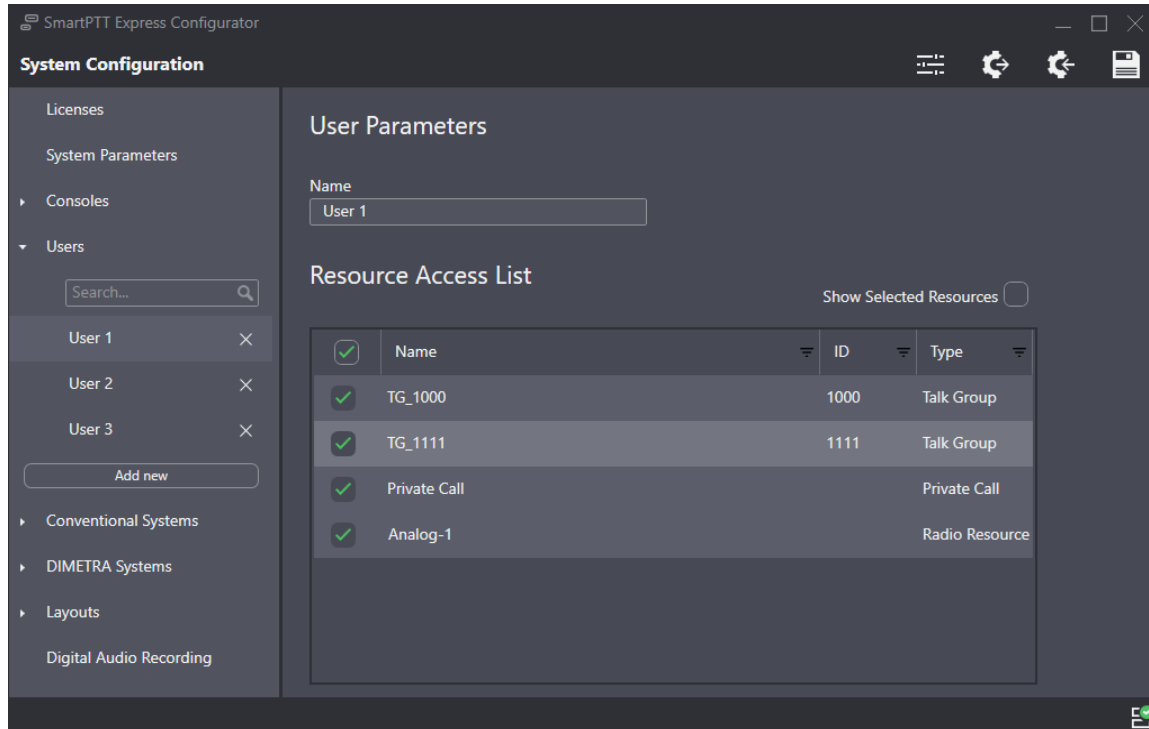 SmartPTT Express Configurator
System Configuration
Licenses
System Parameters
Consoles
Users
Search...
User 1
User 2
User 3
Add new
Conventional Systems
DIMETRA Systems
Layouts
Digital Audio Recording
User Parameters
Name
User 1
Resource Access List
Show Selected Resources
Name ID Type
TG_1000 1000 Talk Group
TG_1111 1111 Talk Group
Private Call Private Call
Analog-1 Radio Resource